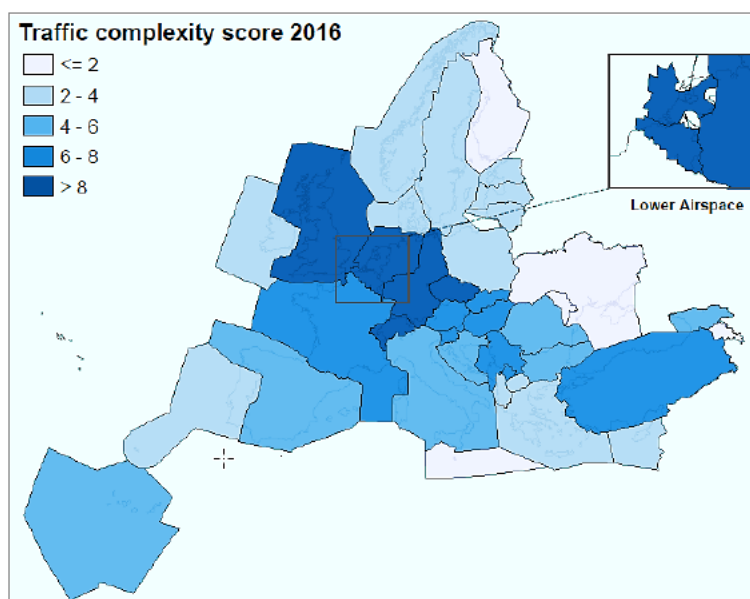 Traffic complexity score 2016
<= 2
2 - 4
4 - 6
6 - 8
> 8
Lower Airspace